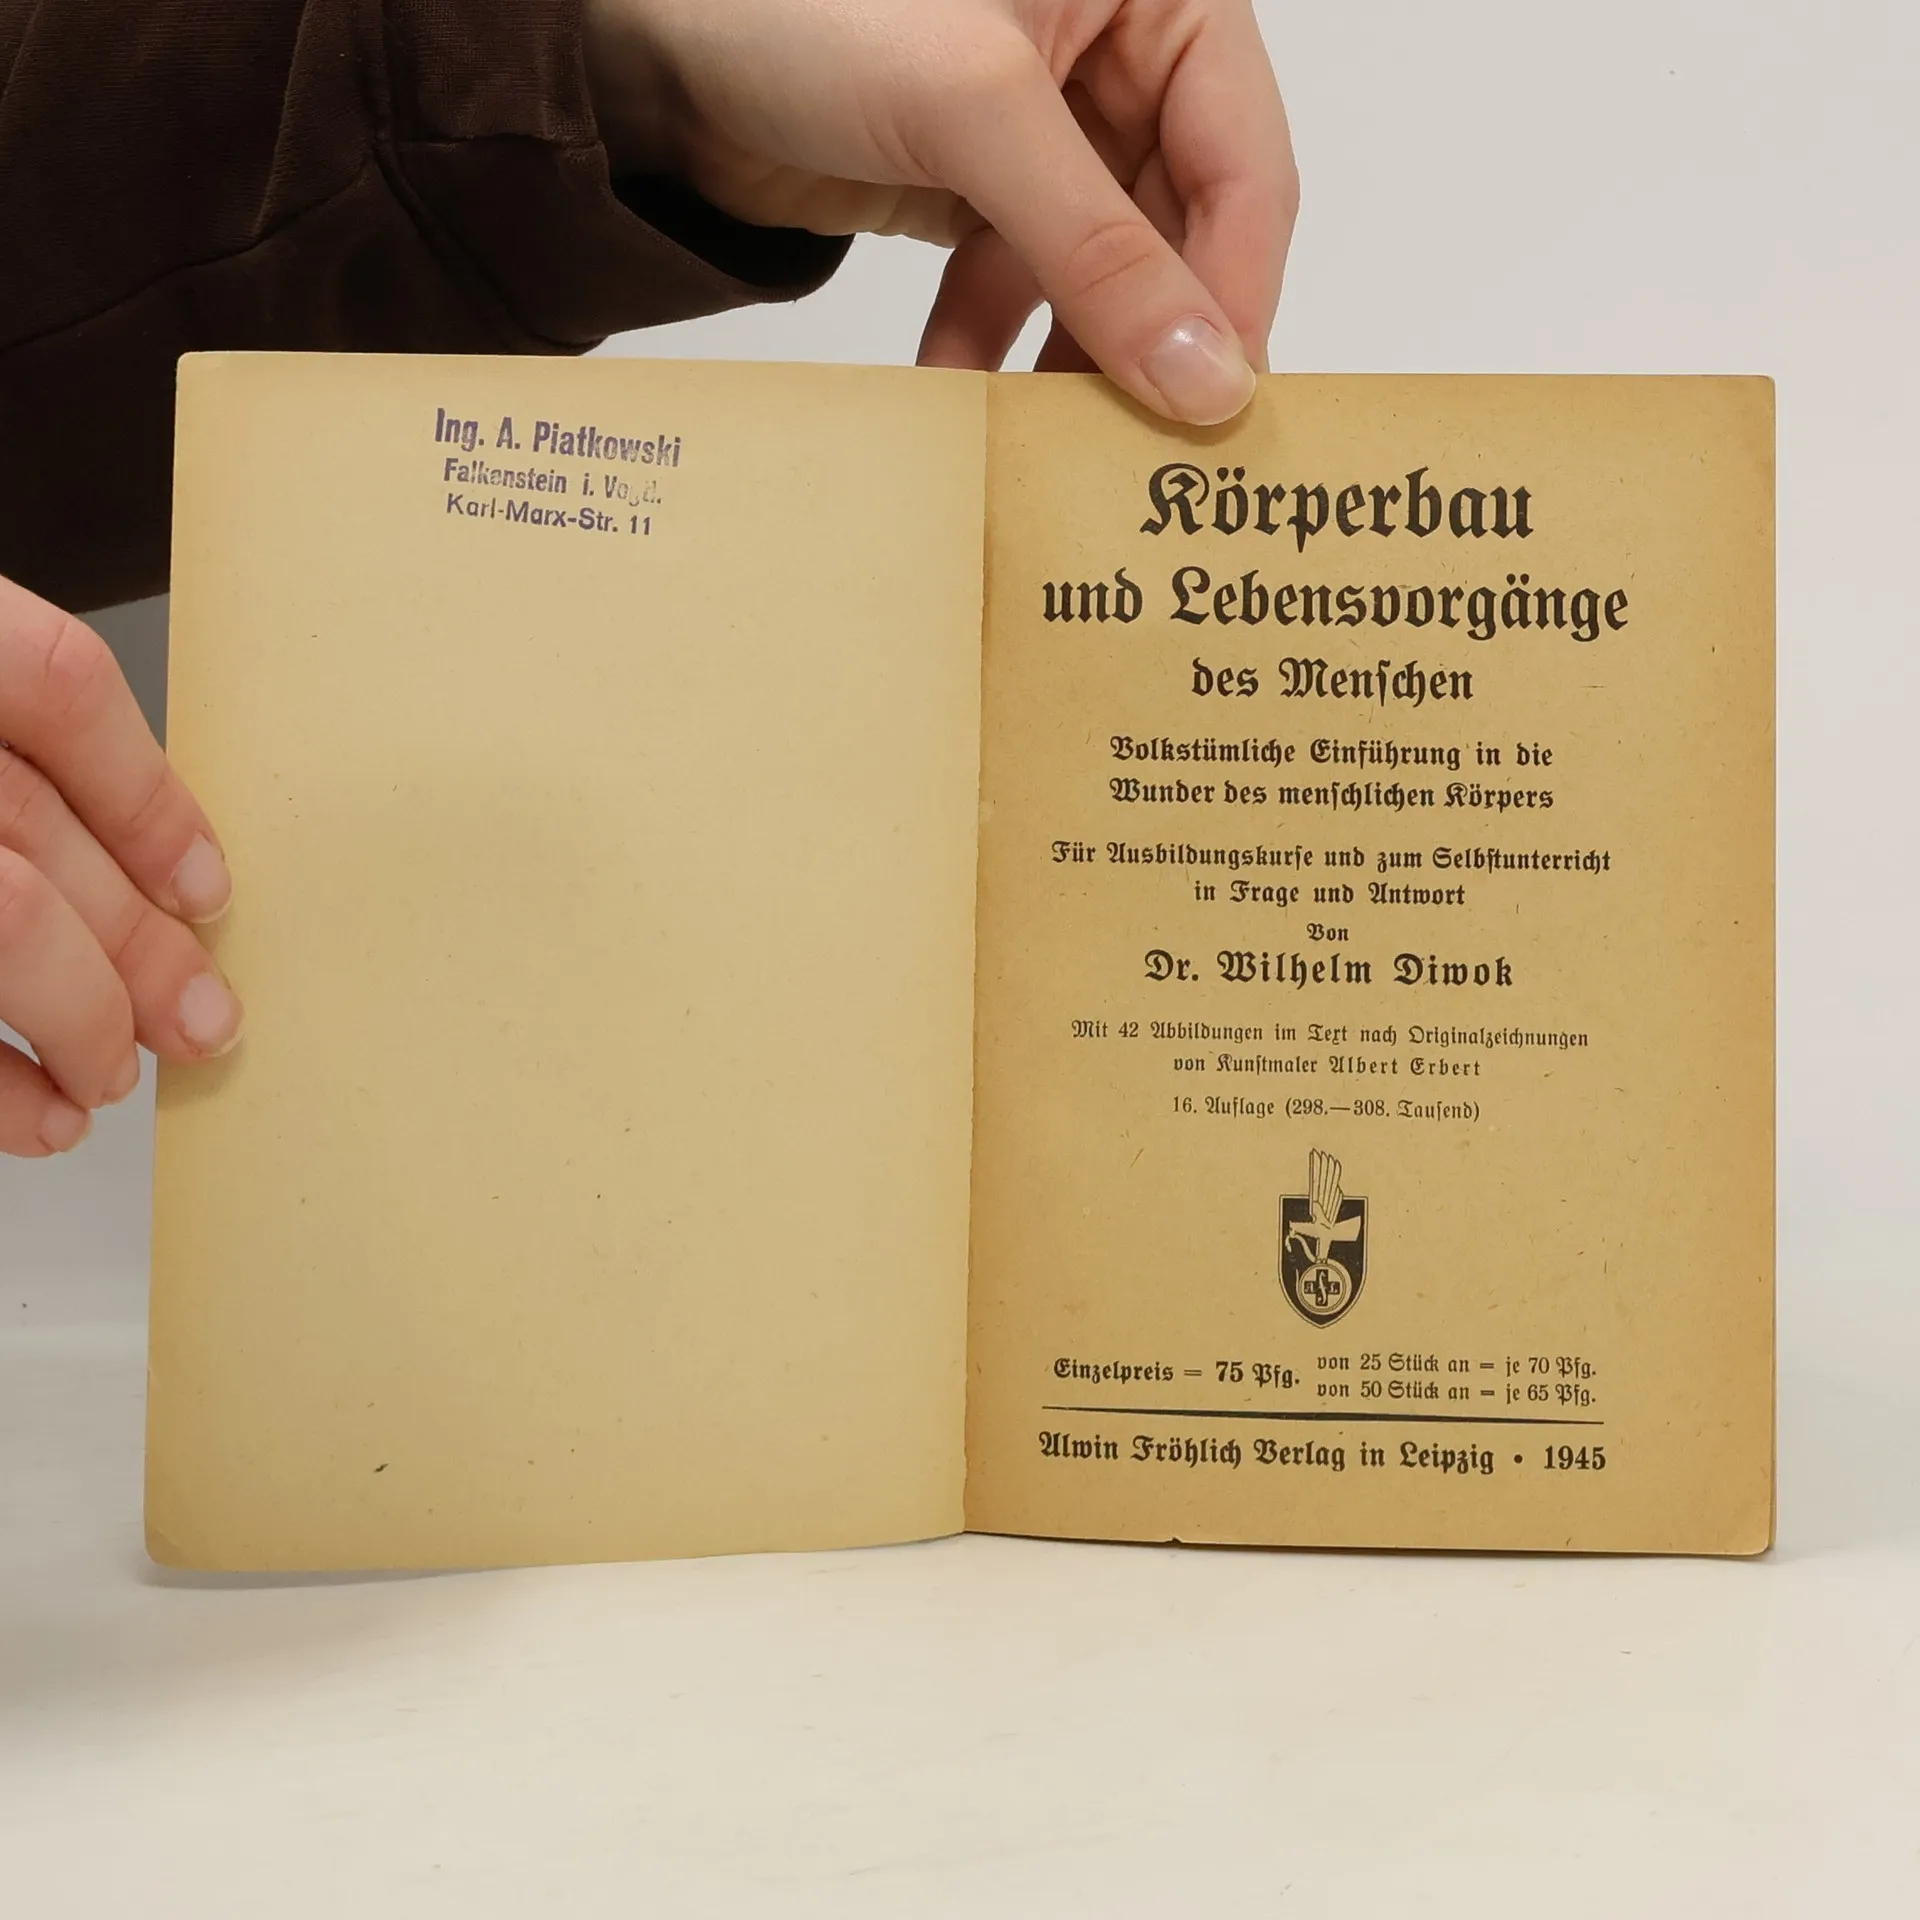 Ing. A. Piatkowski
Falkenstein i. Vogtl.
Karl-Marx-Str. 11
Körperbau
und Lebensvorgänge
des Menſchen
Volkstümliche Einführung in die
Wunder des menſchlichen Körpers
Für Ausbildungskurſe und zum Selbſtunterricht
in Frage und Antwort
Von
Dr. Wilhelm Diwok
Mit 42 Abbildungen im Text nach Originalzeichnungen
von Kunſtmaler Albert Erbert
16. Auflage (298.—308. Tauſend)
Einzelpreis = 75 Pfg.
von 25 Stück an = je 70 Pfg.
von 50 Stück an = je 65 Pfg.
Alwin Fröhlich Verlag in Leipzig • 1945